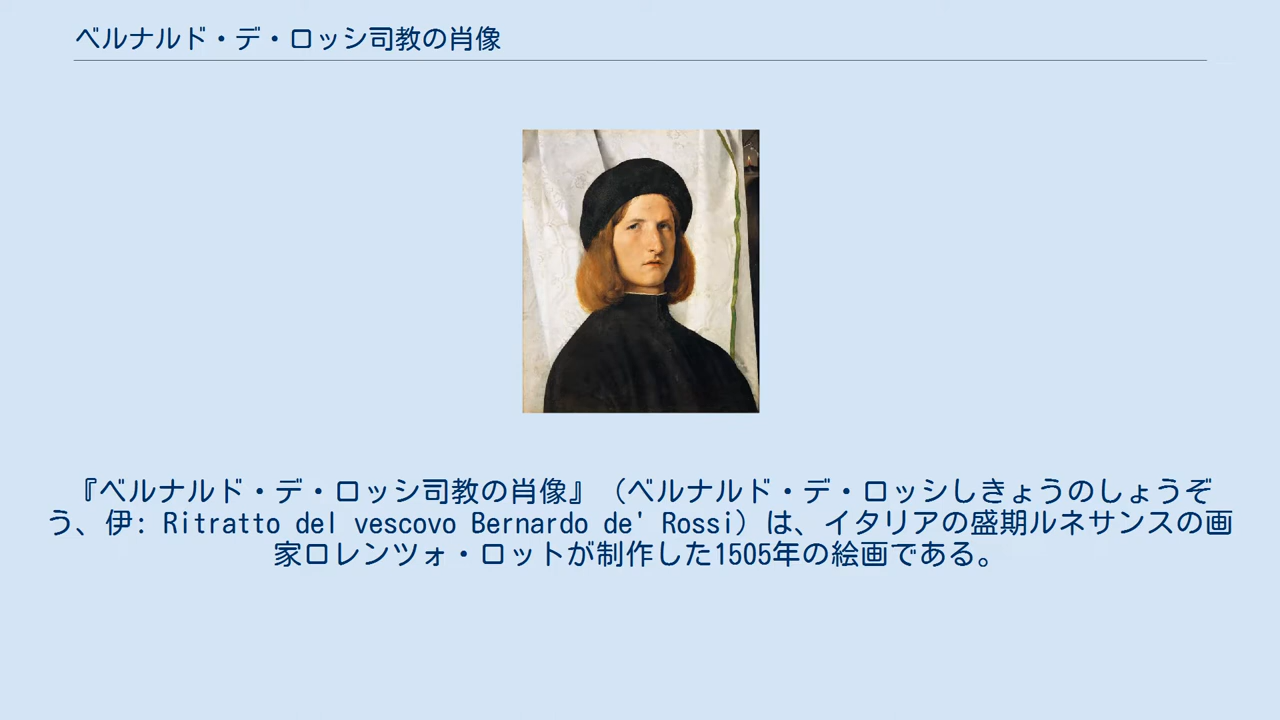 ベルナルド・デ・ロッシ司教の肖像
『ベルナルド・デ・ロッシ司教の肖像』（ベルナルド・デ・ロッシしきょうのしょうぞ
う、伊: Ritratto del vescovo Bernardo de' Rossi）は、イタリアの盛期ルネサンスの画
家ロレンツォ・ロットが制作した1505年の絵画である。